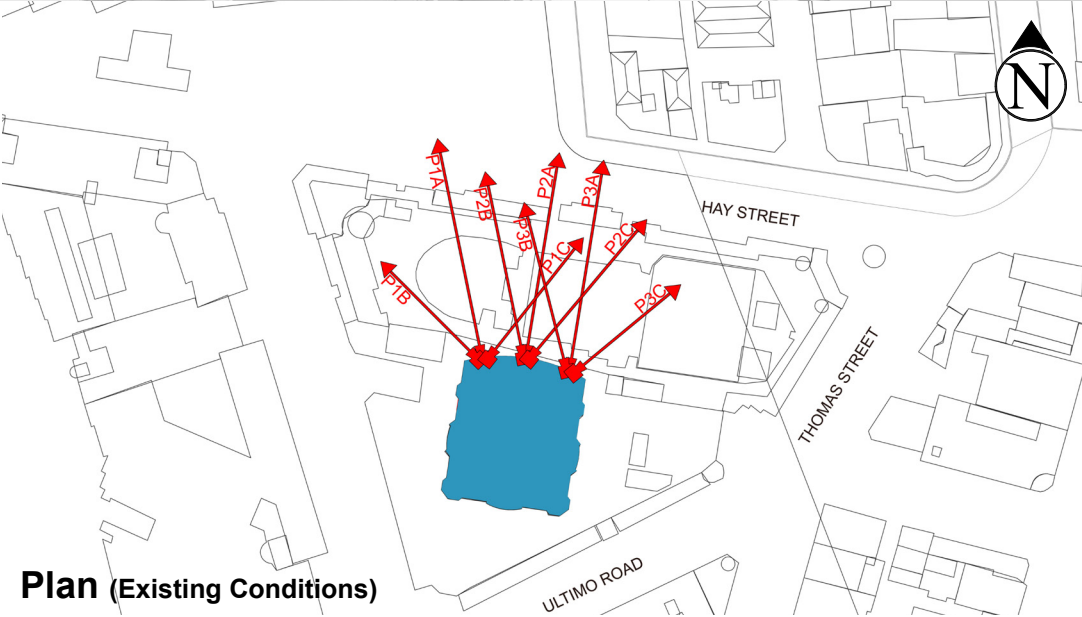 N
P1A
P2B
P2A
P3A
P3B
P1C
P2C
P1B
P3C
HAY STREET
THOMAS STREET
ULTIMO ROAD
Plan (Existing Conditions)